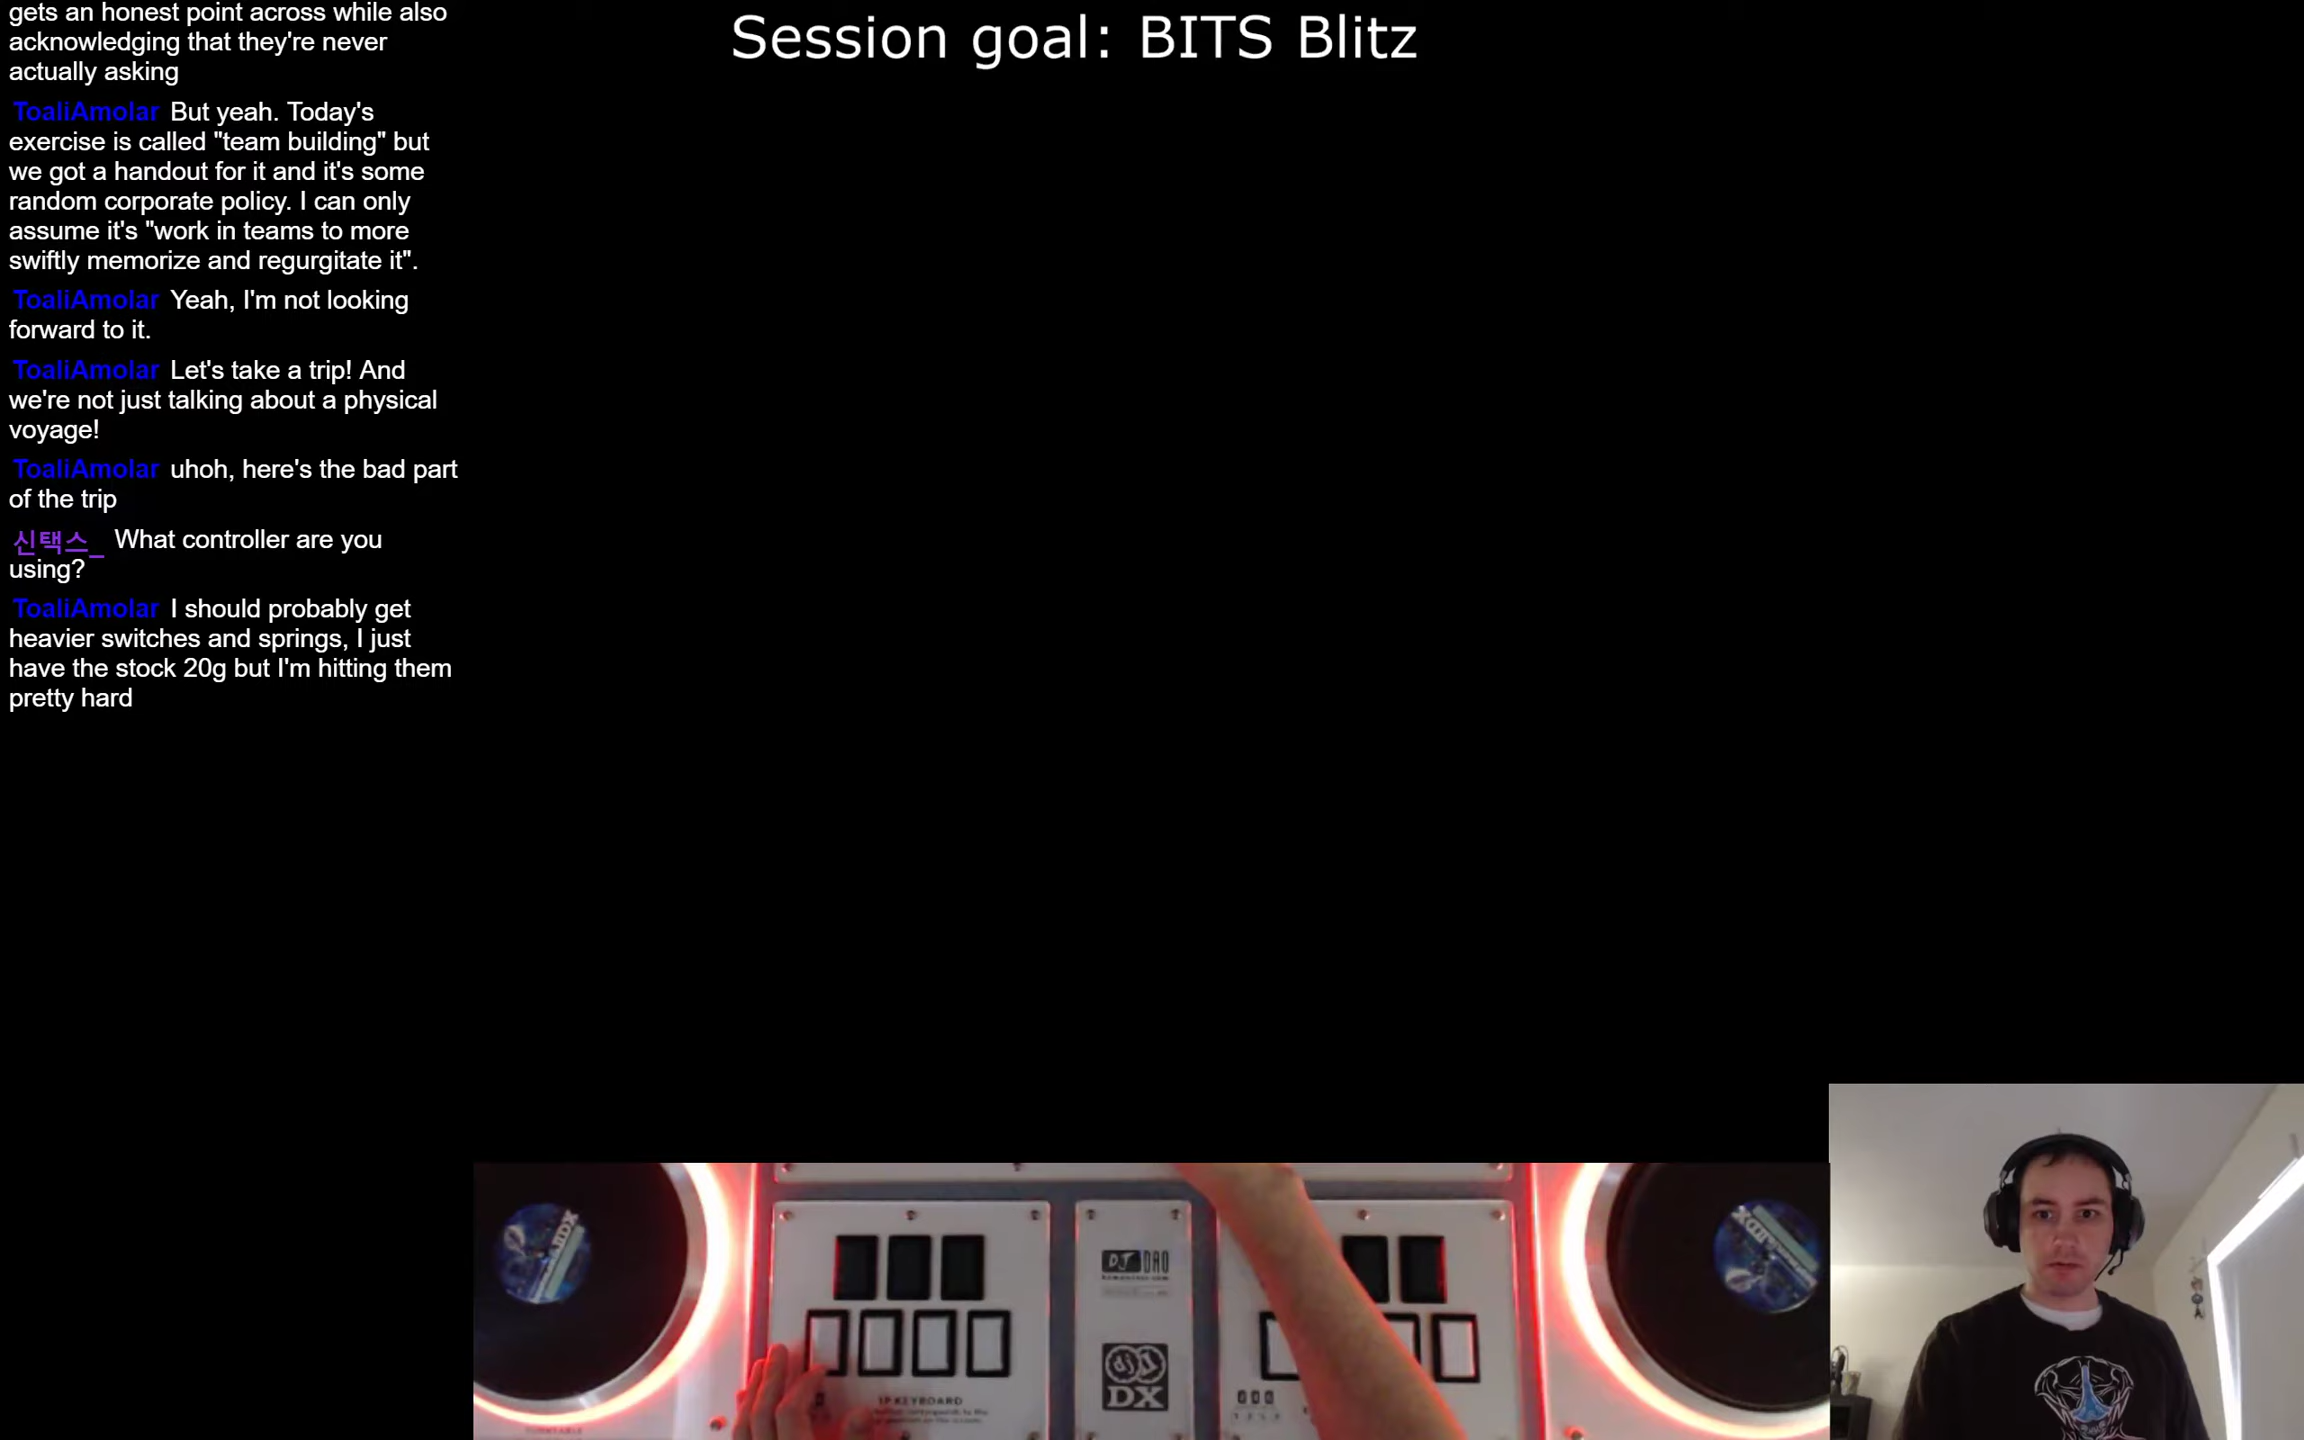 gets an honest point across while also
acknowledging that they're never
actually asking
ToaliAmolar But yeah. Today's
exercise is called "team building" but
we got a handout for it and it's some
random corporate policy. I can only
assume it's "work in teams to more
swiftly memorize and regurgitate it".
ToaliAmolar Yeah, I'm not looking
forward to it.
ToaliAmolar Let's take a trip! And
we're not just talking about a physical
voyage!
ToaliAmolar uhoh, here's the bad part
of the trip
신택스_ What controller are you
using?
ToaliAmolar I should probably get
heavier switches and springs, I just
have the stock 20g but I'm hitting them
pretty hard
Session goal: BITS Blitz
DJ DAO
DX
1P KEYBOARD
TURNTABLE